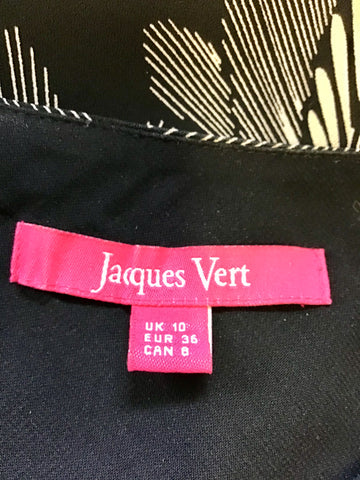 Jacques Vert
UK 10
EUR 36
CAN 8